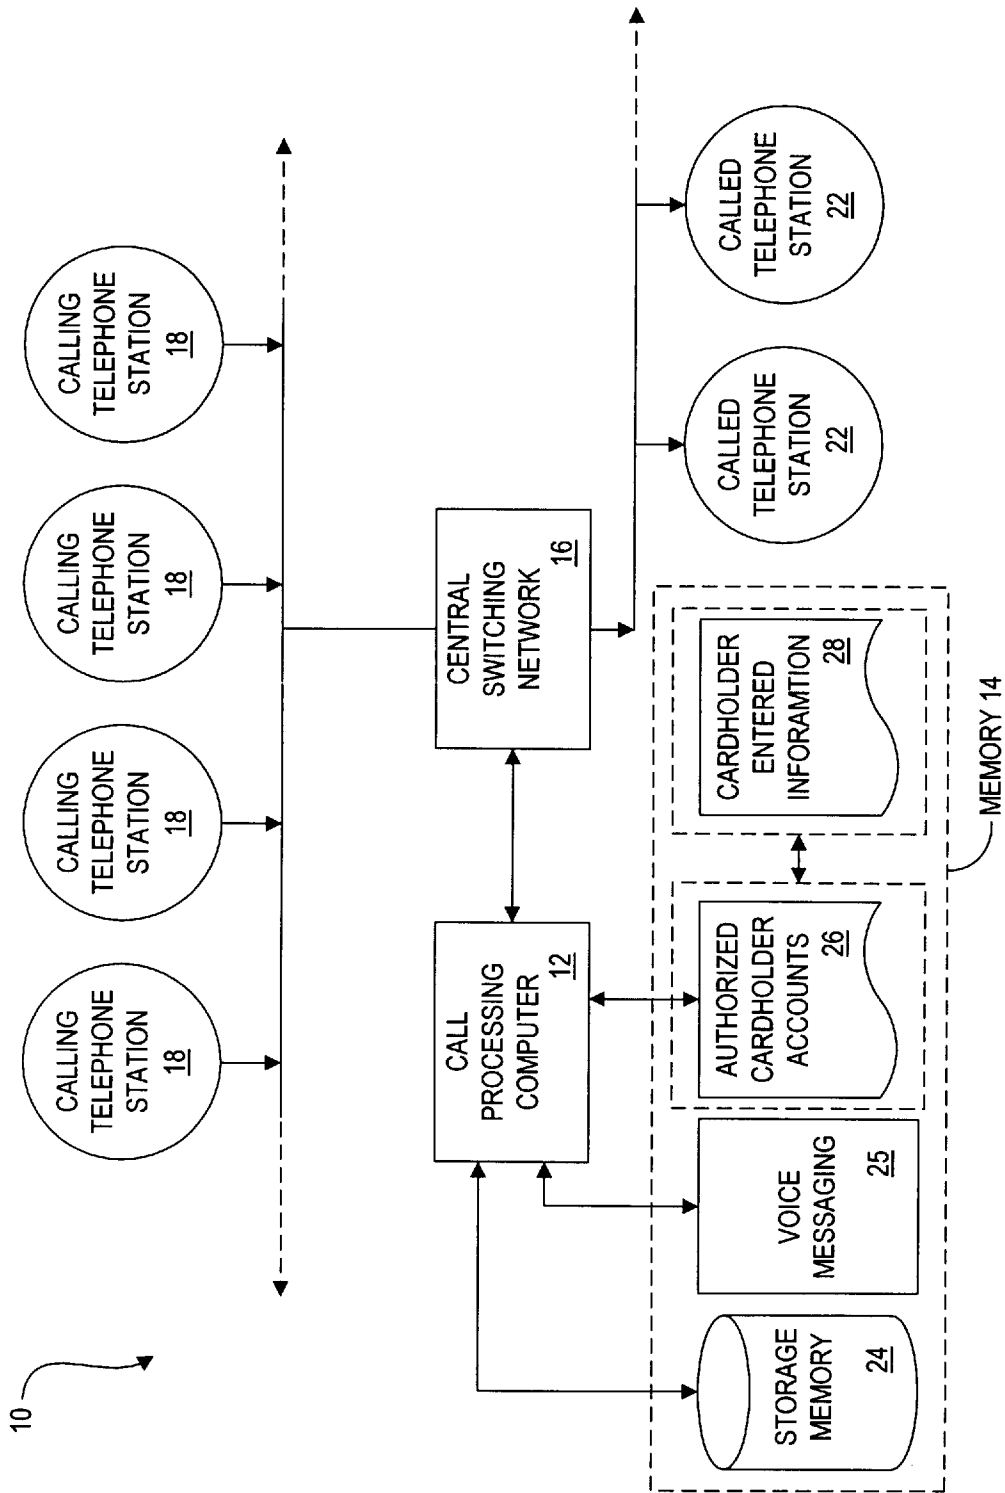 10
CALLING
TELEPHONE
STATION
18
CALLING
TELEPHONE
STATION
18
CALLING
TELEPHONE
STATION
18
CALLING
TELEPHONE
STATION
18
CALL
PROCESSING
COMPUTER
12
CENTRAL
SWITCHING
NETWORK
16
STORAGE
MEMORY
24
VOICE
MESSAGING
25
AUTHORIZED
CARDHOLDER
ACCOUNTS
26
CARDHOLDER
ENTERED
INFORAMTION
28
CALLED
TELEPHONE
STATION
22
CALLED
TELEPHONE
STATION
22
MEMORY 14